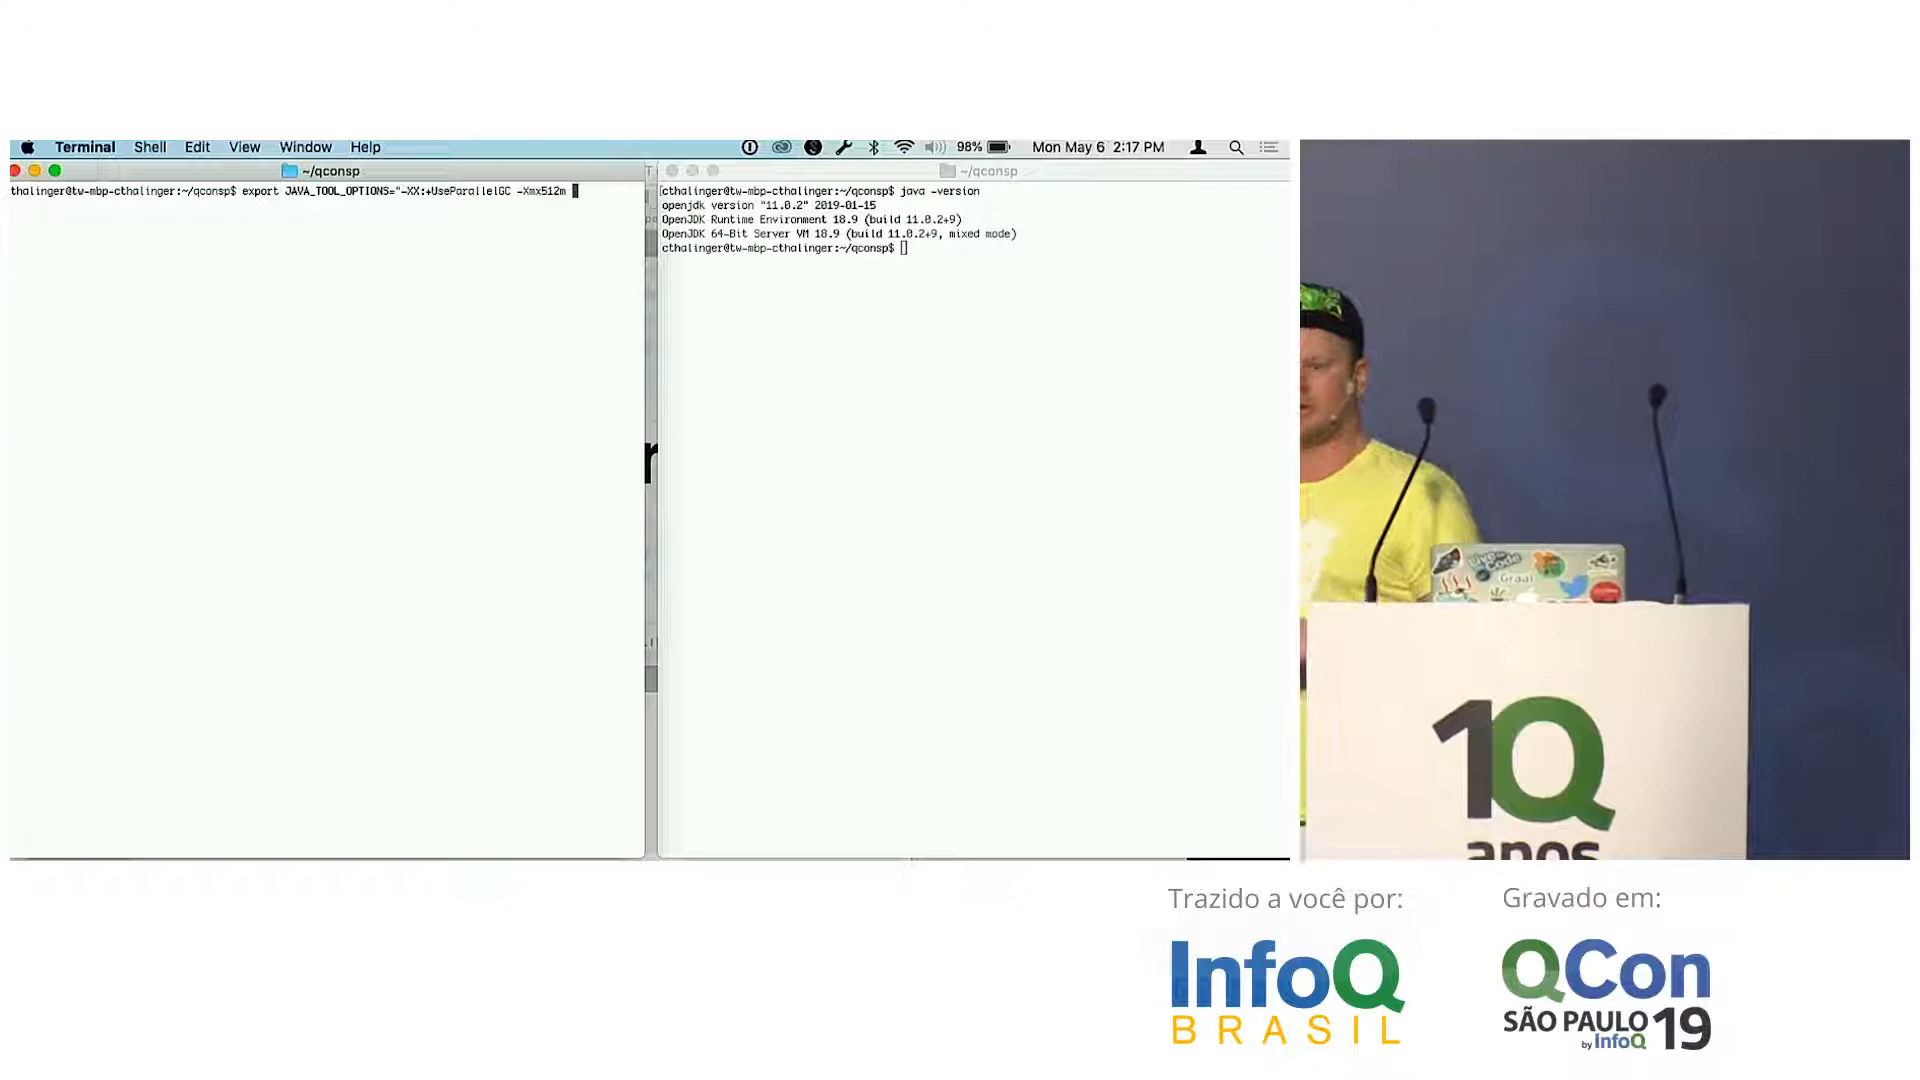 Terminal Shell Edit View Window Help
98% Mon May 6 2:17 PM
~/qconsp
~/qconsp
thalinger@tw-mbp-cthalinger:~/qconsp$ export JAVA_TOOL_OPTIONS="-XX:+UseParallelGC -Xmx512m
cthalinger@tw-mbp-cthalinger:~/qconsp$ java -version
openjdk version "11.0.2" 2019-01-15
OpenJDK Runtime Environment 18.9 (build 11.0.2+9)
OpenJDK 64-Bit Server VM 18.9 (build 11.0.2+9, mixed mode)
cthalinger@tw-mbp-cthalinger:~/qconsp$
r
Live
Code
Graal
10
anos
Trazido a você por:
InfoQ
BRASIL
Gravado em:
QCon
SÃO PAULO 19
by InfoQ